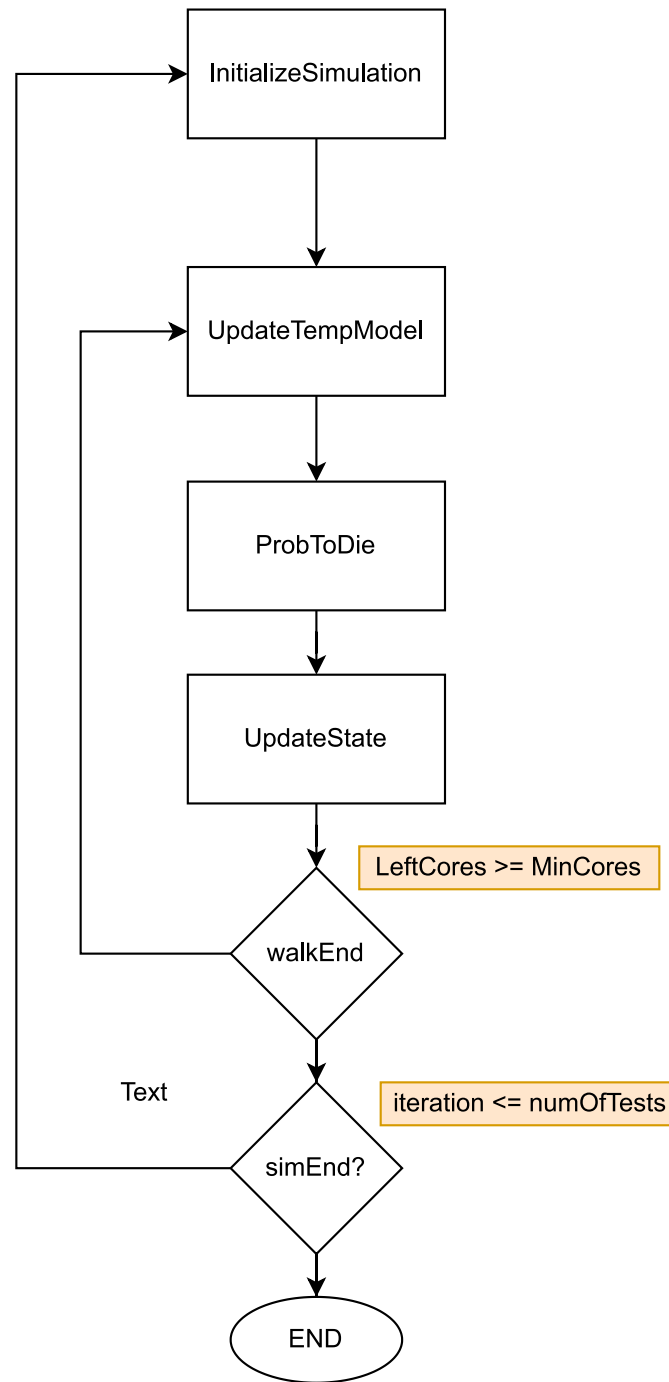 InitializeSimulation
UpdateTempModel
ProbToDie
UpdateState
LeftCores >= MinCores
walkEnd
Text
iteration <= numOfTests
simEnd?
END